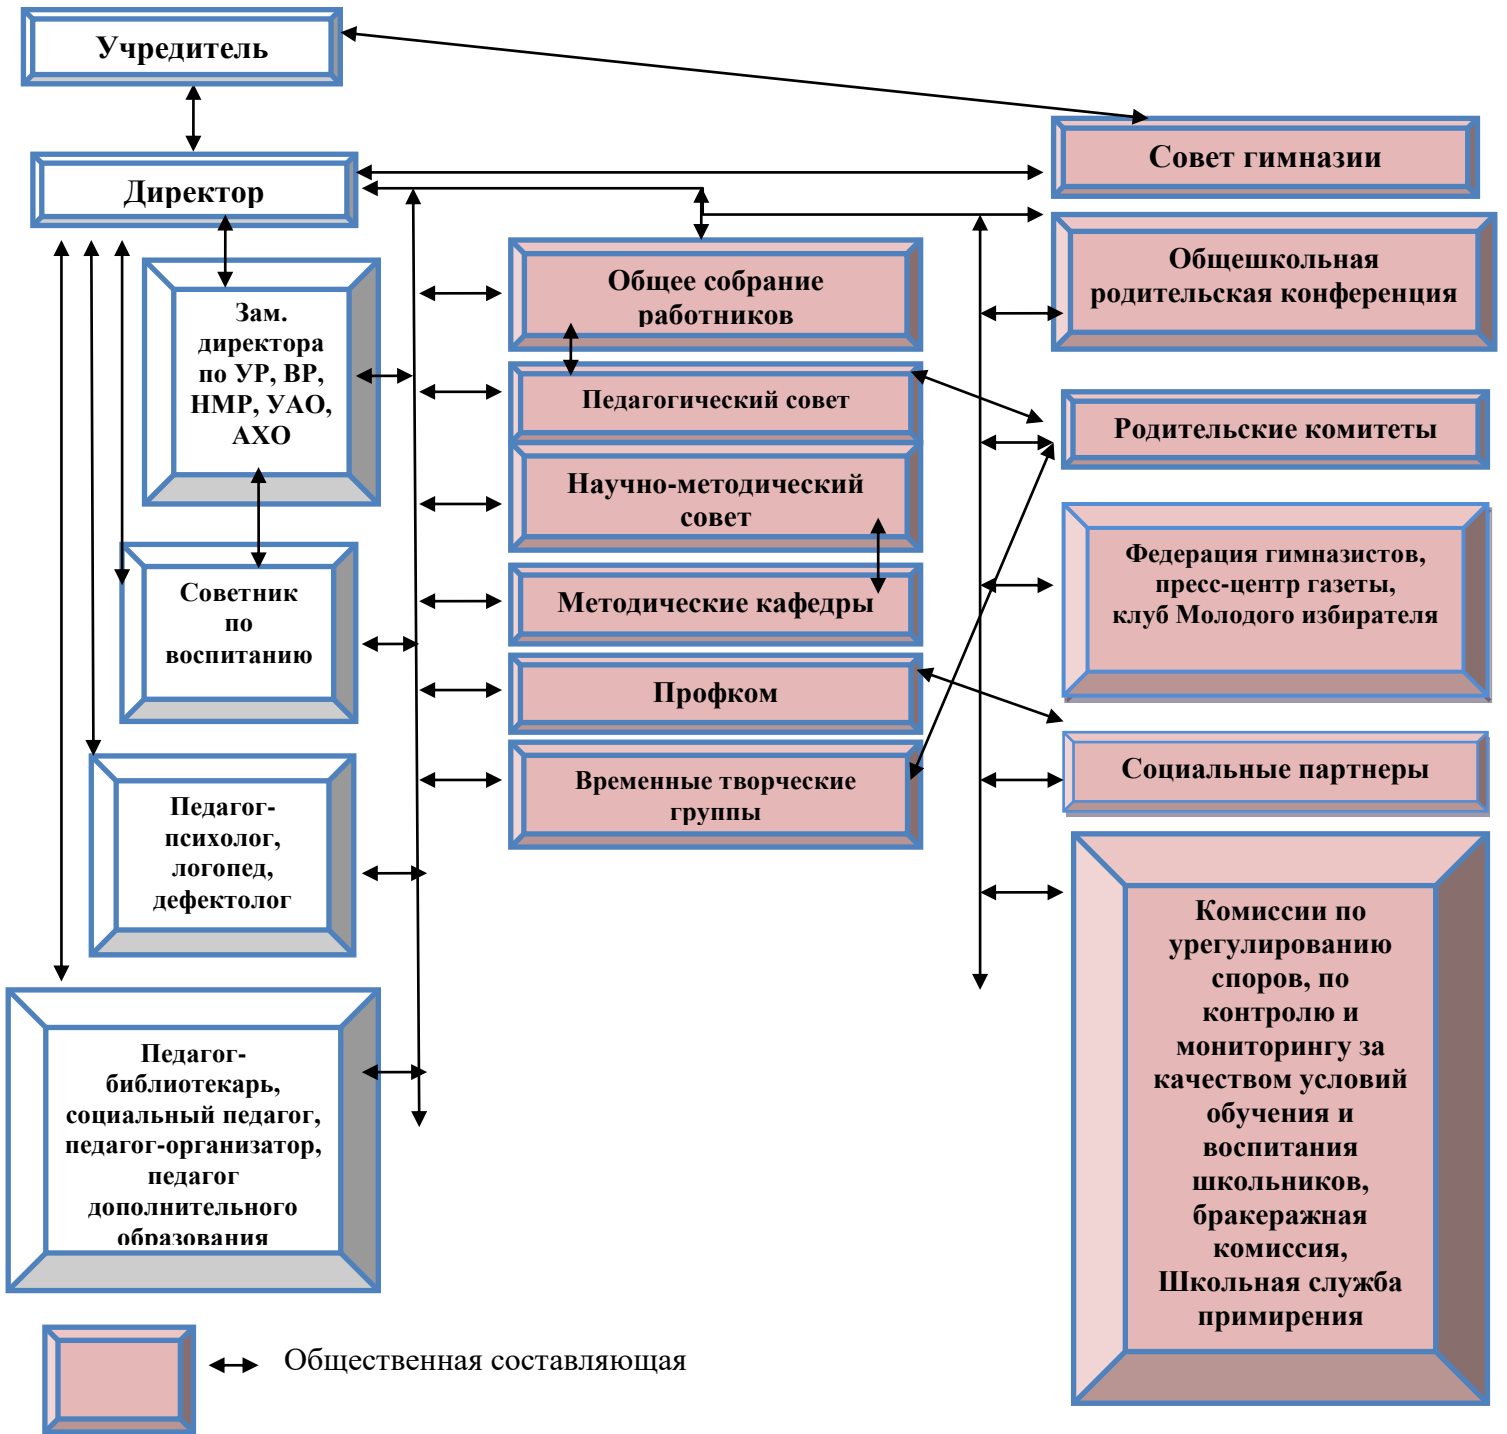 Учредитель
Директор
Зам.
директора
по УР, ВР,
НМР, УАО,
АХО
Советник
по
воспитанию
Педагог-
психолог,
логопед,
дефектолог
Педагог-
библиотекарь,
социальный педагог,
педагог-организатор,
педагог
дополнительного
образования
Общее собрание
работников
Педагогический совет
Научно-методический
совет
Методические кафедры
Профком
Временные творческие
группы
Совет гимназии
Общешкольная
родительская конференция
Родительские комитеты
Федерация гимназистов,
пресс-центр газеты,
клуб Молодого избирателя
Социальные партнеры
Комиссии по
урегулированию
споров, по
контролю и
мониторингу за
качеством условий
обучения и
воспитания
школьников,
бракеражная
комиссия,
Школьная служба
примирения
Общественная составляющая